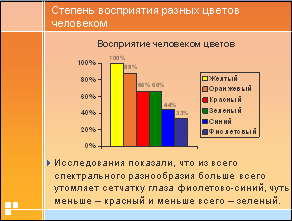 Степень восприятия разных цветов
человеком
Восприятие человеком цветов
100%
80%
60%
40%
20%
0%
100%
88%
66%
66%
44%
33%
Желтый
Оранжевый
Красный
Зеленый
Синий
Фиолетовый
Исследования показали, что из всего
спектрального разнообразия больше всего
утомляет сетчатку глаза фиолетово-синий, чуть
меньше – красный и меньше всего – зеленый.